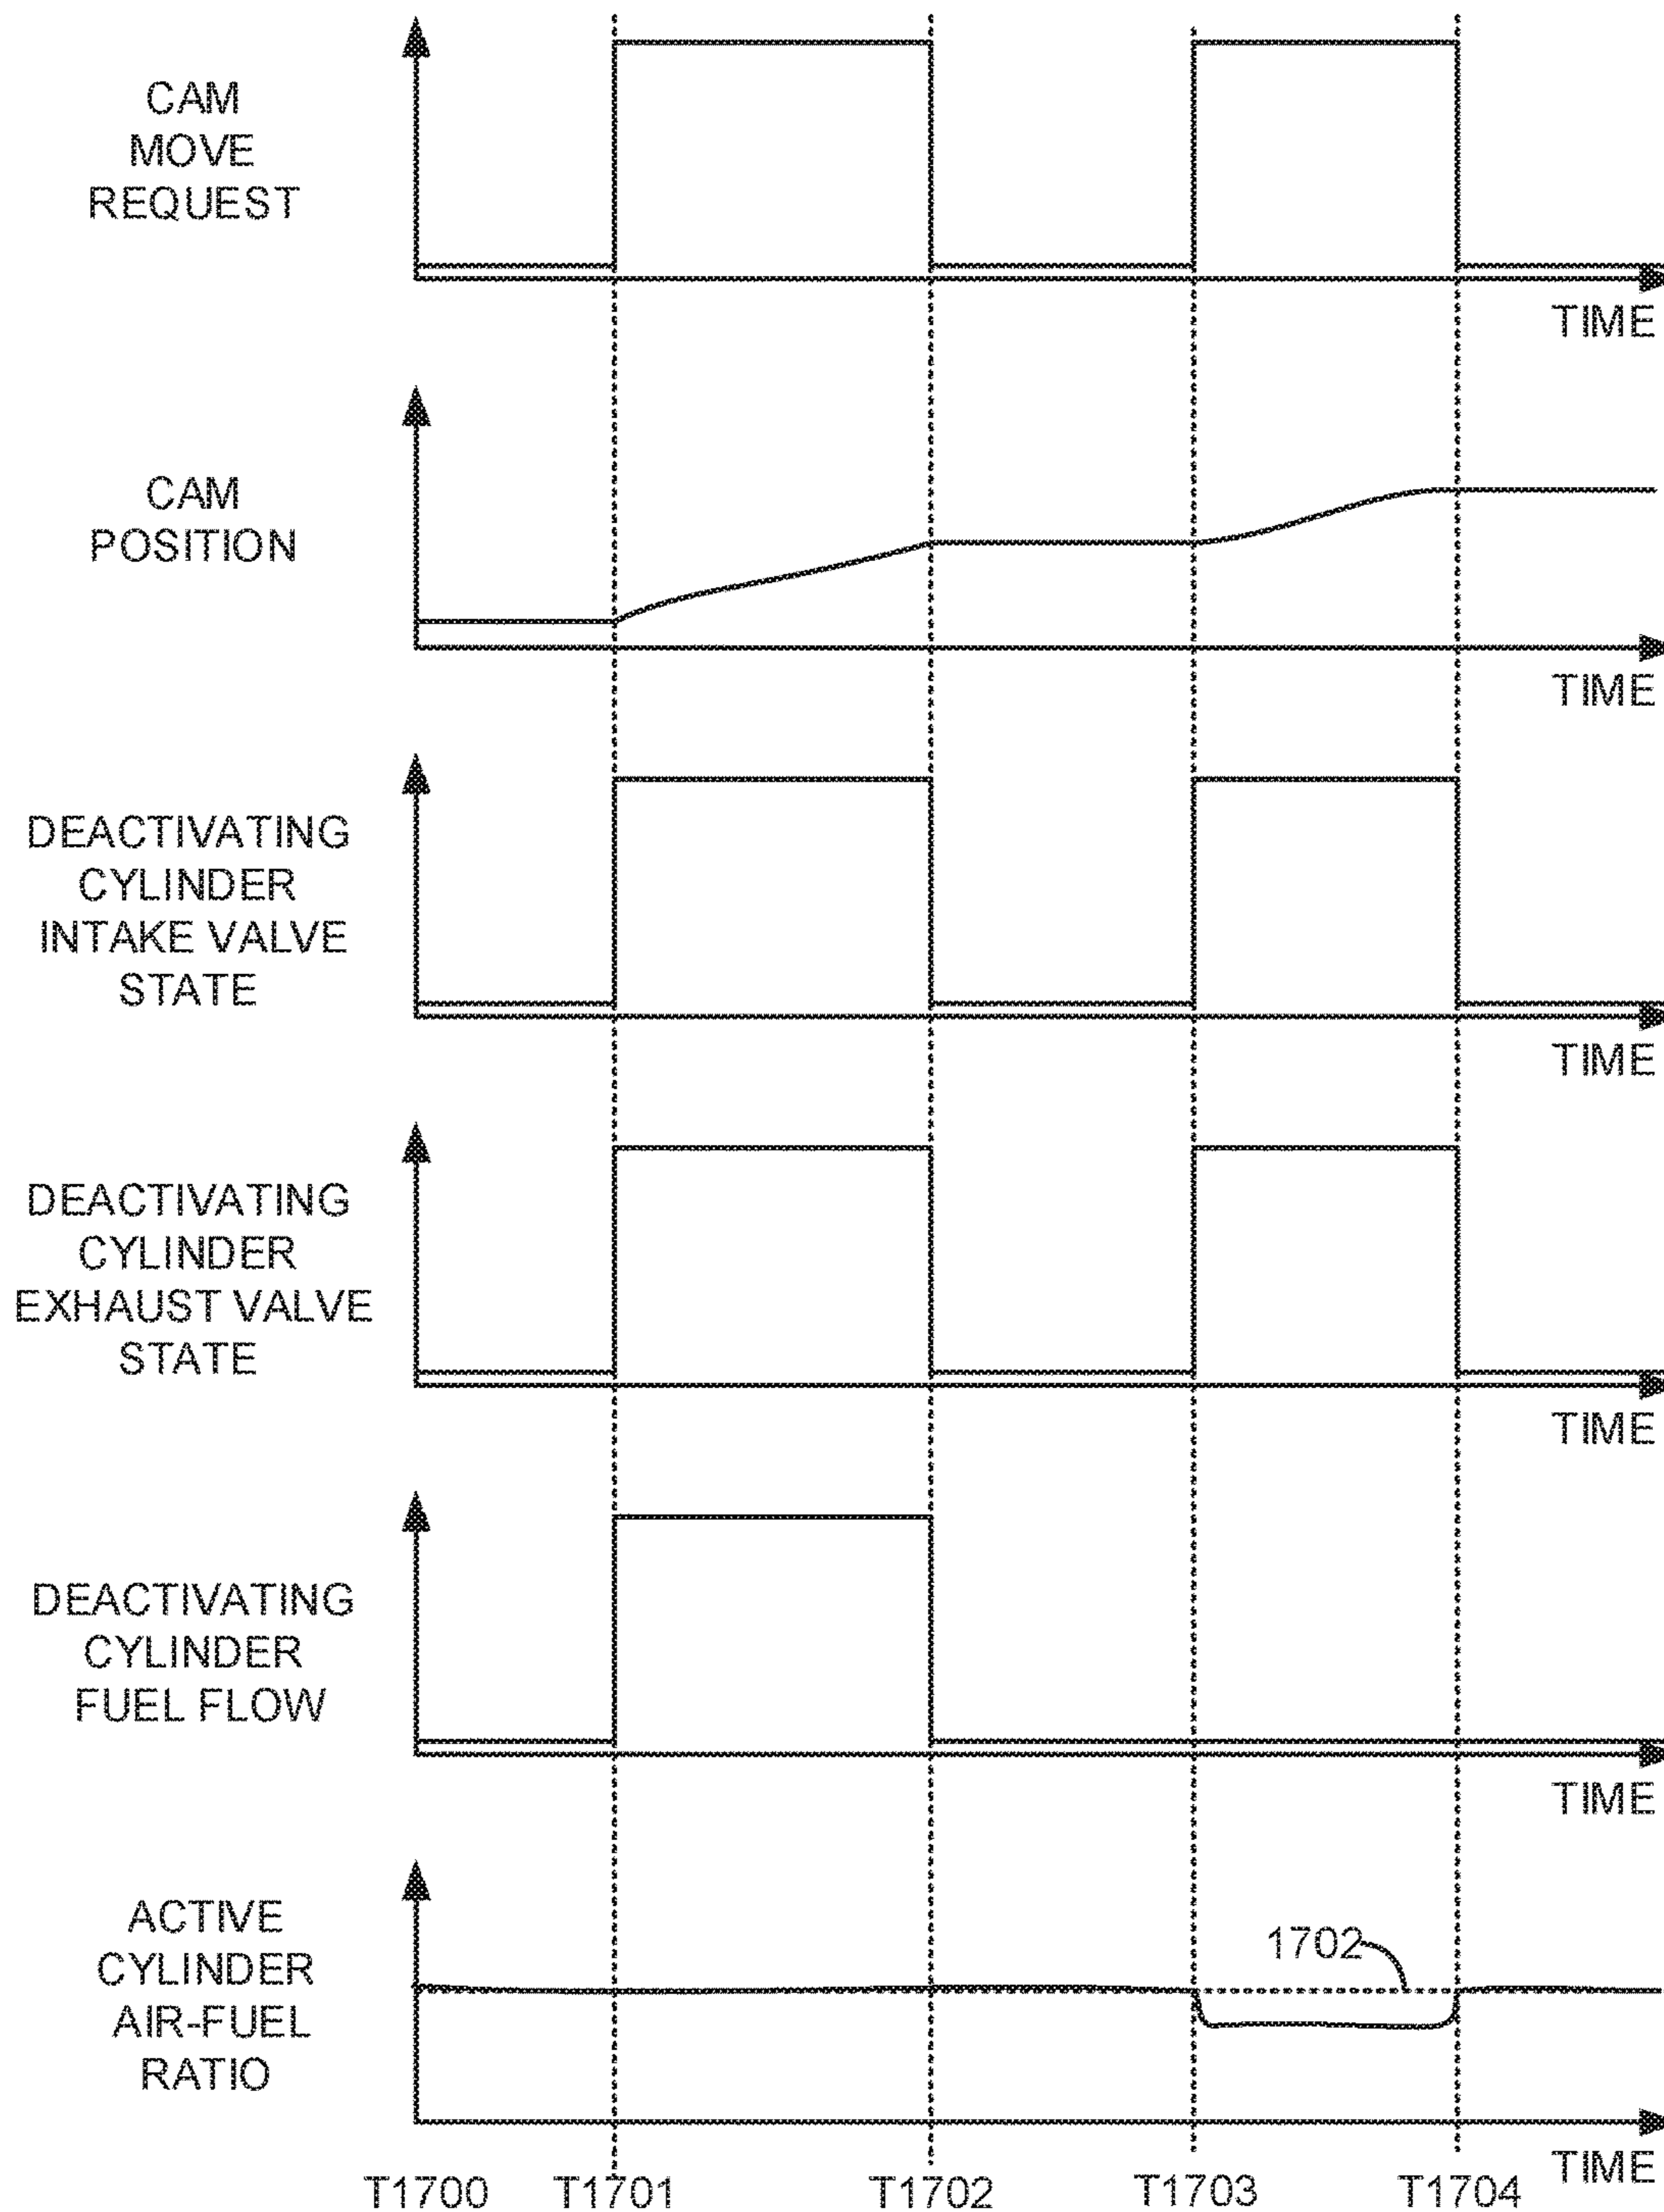 CAM
MOVE
REQUEST
TIME
CAM
POSITION
TIME
DEACTIVATING
CYLINDER
INTAKE VALVE
STATE
TIME
DEACTIVATING
CYLINDER
EXHAUST VALVE
STATE
TIME
DEACTIVATING
CYLINDER
FUEL FLOW
TIME
ACTIVE
CYLINDER
AIR-FUEL
RATIO
1702
TIME
T1700 T1701 T1702 T1703 T1704